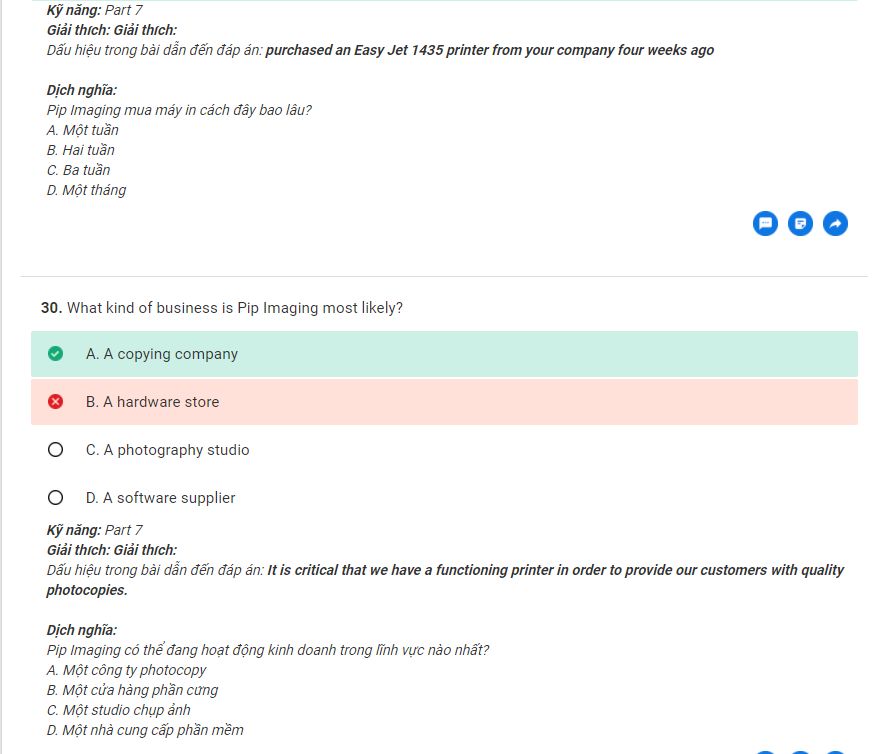 Kỹ năng: Part 7
Giải thích: Giải thích:
Dấu hiệu trong bài dẫn đến đáp án: purchased an Easy Jet 1435 printer from your company four weeks ago
Dịch nghĩa:
Pip Imaging mua máy in cách đây bao lâu?
A. Một tuần
B. Hai tuần
C. Ba tuần
D. Một tháng
30. What kind of business is Pip Imaging most likely?
A. A copying company
B. A hardware store
C. A photography studio
D. A software supplier
Kỹ năng: Part 7
Giải thích: Giải thích:
Dấu hiệu trong bài dẫn đến đáp án: It is critical that we have a functioning printer in order to provide our customers with quality
photocopies.
Dịch nghĩa:
Pip Imaging có thể đang hoạt động kinh doanh trong lĩnh vực nào nhất?
A. Một công ty photocopy
B. Một cửa hàng phần cứng
C. Một studio chụp ảnh
D. Một nhà cung cấp phần mềm